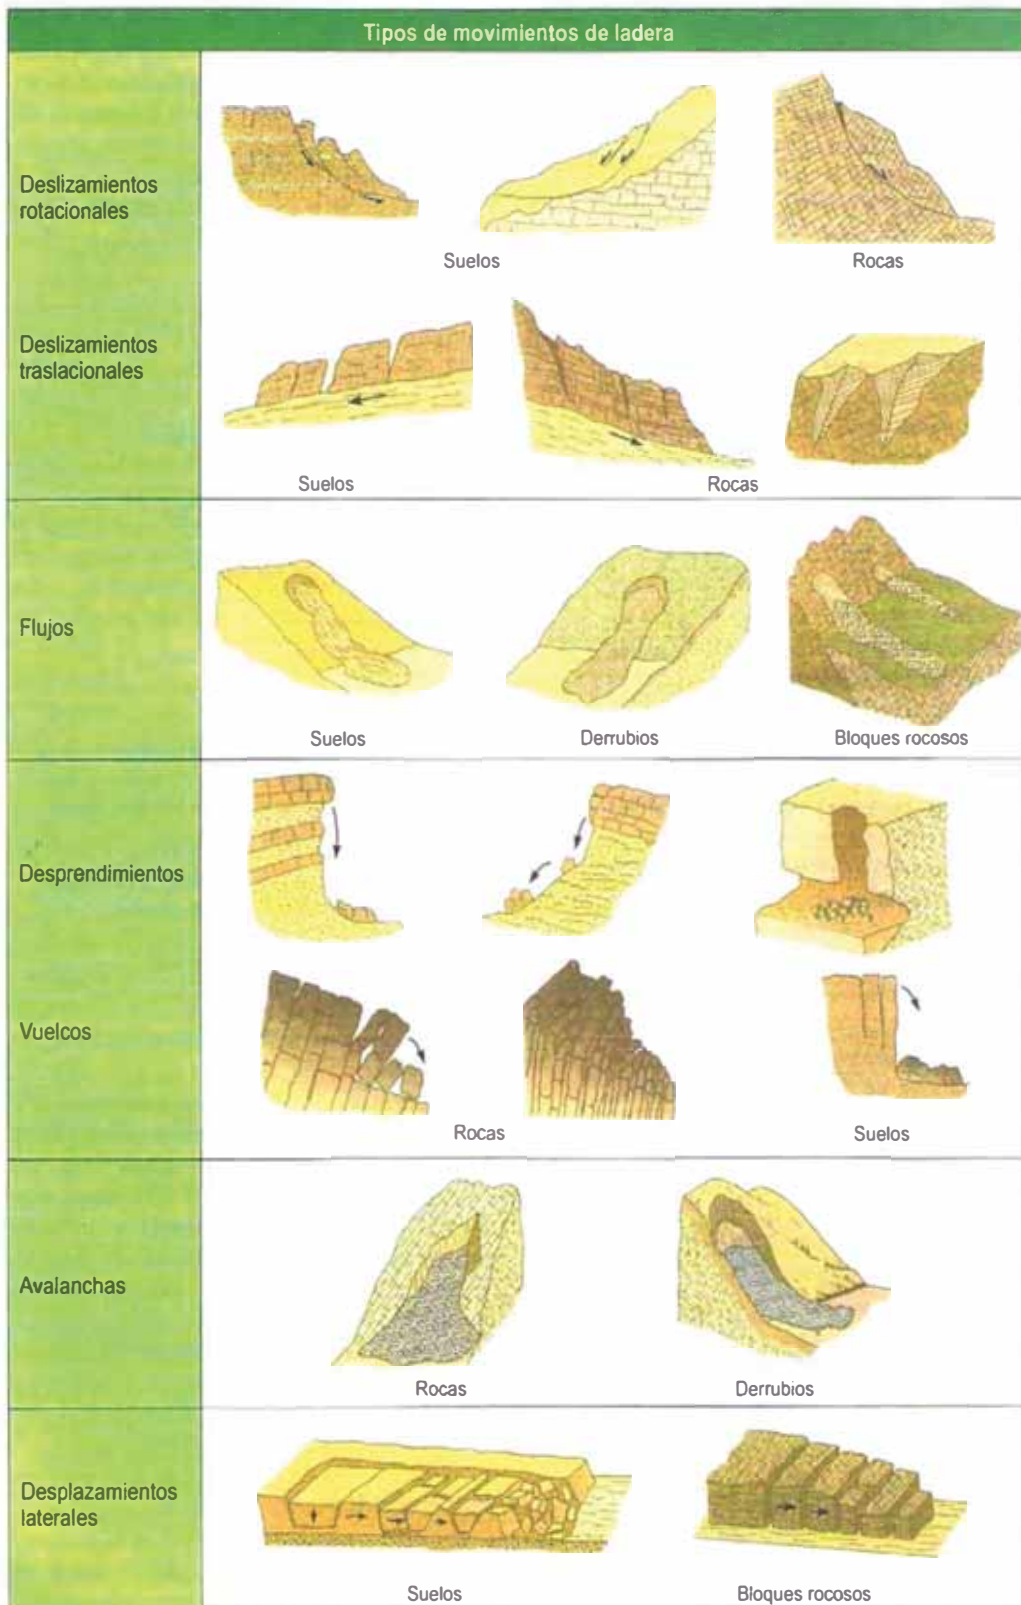 Tipos de movimientos de ladera
Deslizamientos
rotacionales
Suelos
Rocas
Deslizamientos
traslacionales
Suelos
Rocas
Flujos
Suelos
Derrubios
Bloques rocosos
Desprendimientos
Vuelcos
Rocas
Suelos
Avalanchas
Rocas
Derrubios
Desplazamientos
laterales
Suelos
Bloques rocosos